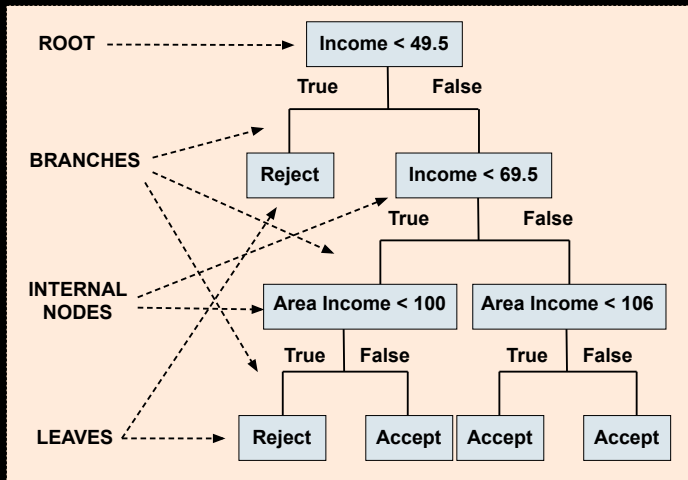 ROOT
Income < 49.5
True
False
BRANCHES
Reject
Income < 69.5
True
False
INTERNAL
NODES
Area Income < 100
Area Income < 106
True
False
True
False
LEAVES
Reject
Accept
Accept
Accept